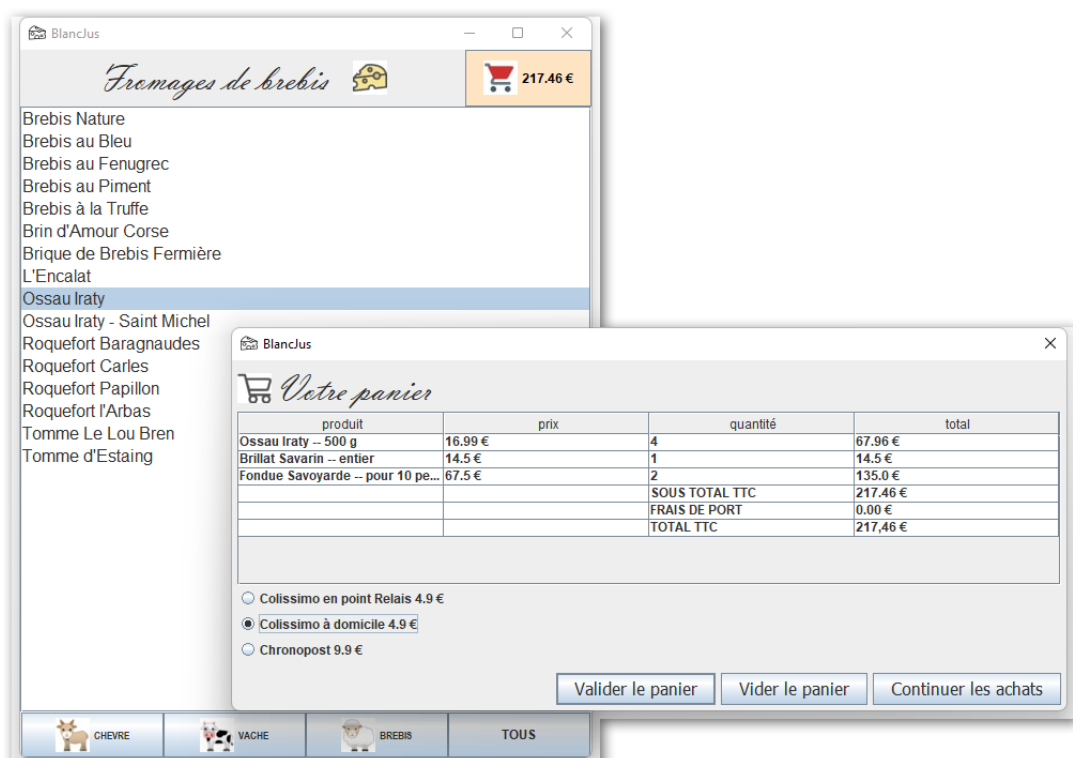 BlancJus
Fromages de brebis 217.46 €
Brebis Nature
Brebis au Bleu
Brebis au Fenugrec
Brebis au Piment
Brebis à la Truffe
Brin d'Amour Corse
Brique de Brebis Fermière
L'Encalat
Ossau Iraty
Ossau Iraty - Saint Michel
Roquefort Baragnaudes
Roquefort Carles
Roquefort Papillon
Roquefort l'Arbas
Tomme Le Lou Bren
Tomme d'Estaing
CHEVRE VACHE BREBIS TOUS
BlancJus
Votre panier
produit prix quantité total
Ossau Iraty -- 500 g 16.99 € 4 67.96 €
Brillat Savarin -- entier 14.5 € 1 14.5 €
Fondue Savoyarde -- pour 10 pe... 67.5 € 2 135.0 €
SOUS TOTAL TTC 217.46 €
FRAIS DE PORT 0.00 €
TOTAL TTC 217,46 €
Colissimo en point Relais 4.9 €
Colissimo à domicile 4.9 €
Chronopost 9.9 €
Valider le panier Vider le panier Continuer les achats